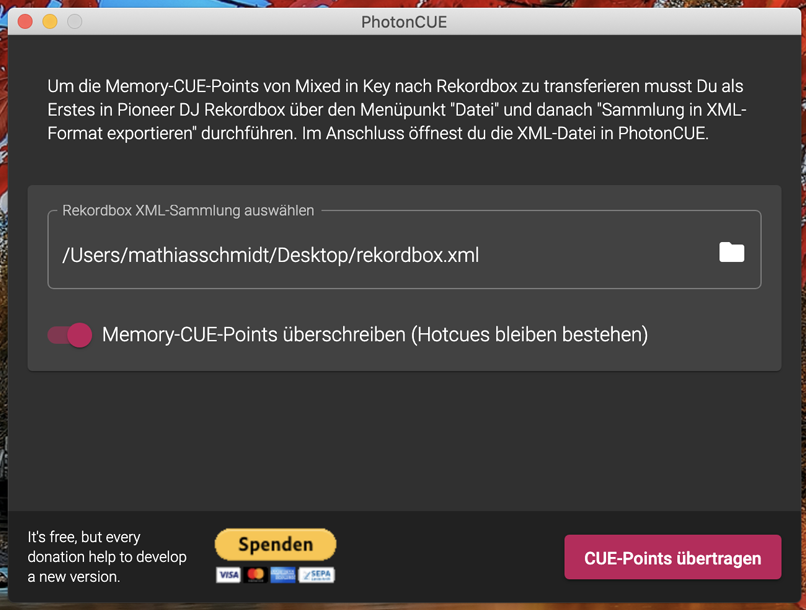 PhotonCUE
Um die Memory-CUE-Points von Mixed in Key nach Rekordbox zu transferieren musst Du als
Erstes in Pioneer DJ Rekordbox über den Menüpunkt "Datei" und danach "Sammlung in XML-
Format exportieren" durchführen. Im Anschluss öffnest du die XML-Datei in PhotonCUE.
Rekordbox XML-Sammlung auswählen
/Users/mathiasschmidt/Desktop/rekordbox.xml
Memory-CUE-Points überschreiben (Hotcues bleiben bestehen)
It's free, but every
donation help to develop
a new version.
Spenden
VISA
SEPA
CUE-Points übertragen